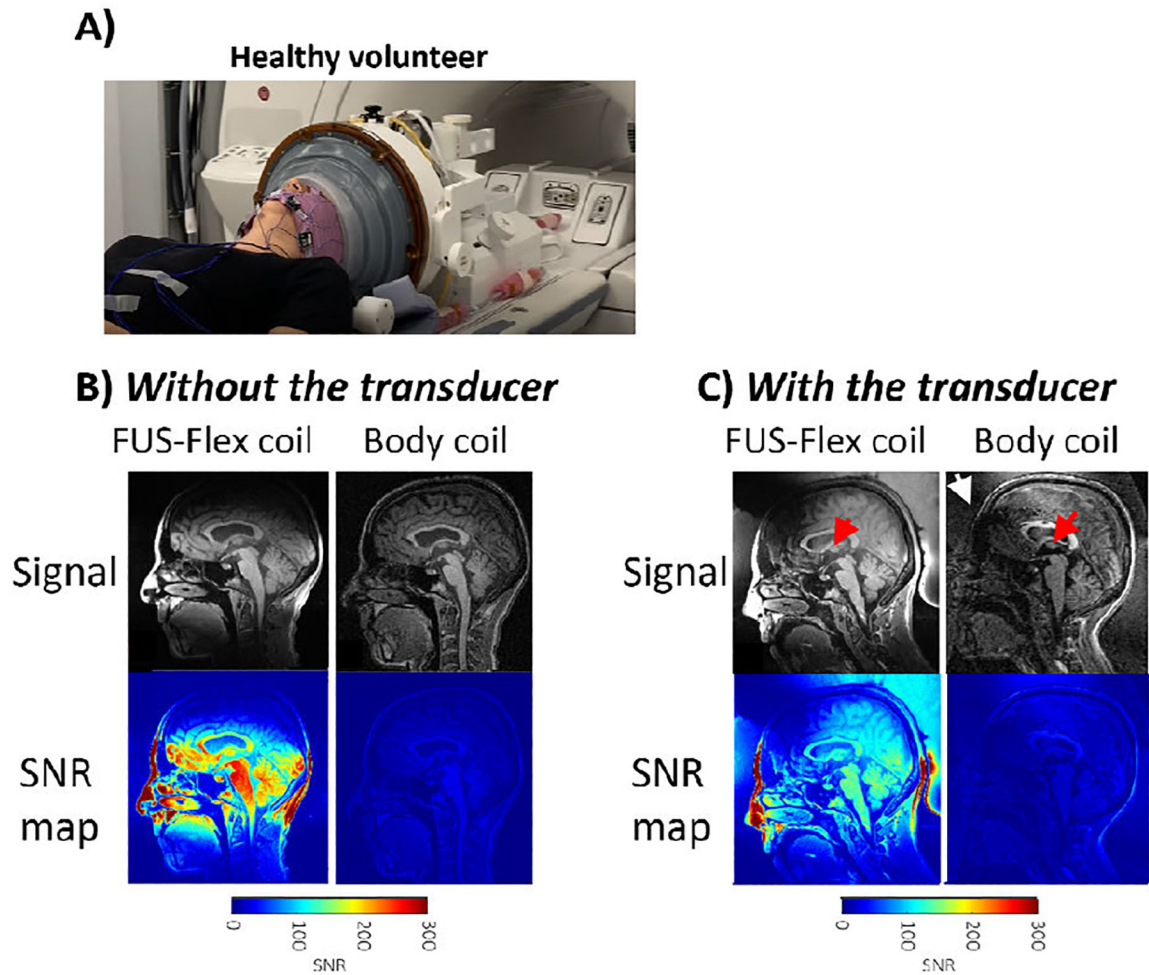 A)
Healthy volunteer
B) Without the transducer
FUS-Flex coil
Body coil
Signal
SNR
map
0
100
200
300
SNR
C) With the transducer
FUS-Flex coil
Body coil
Signal
SNR
map
0
100
200
300
SNR